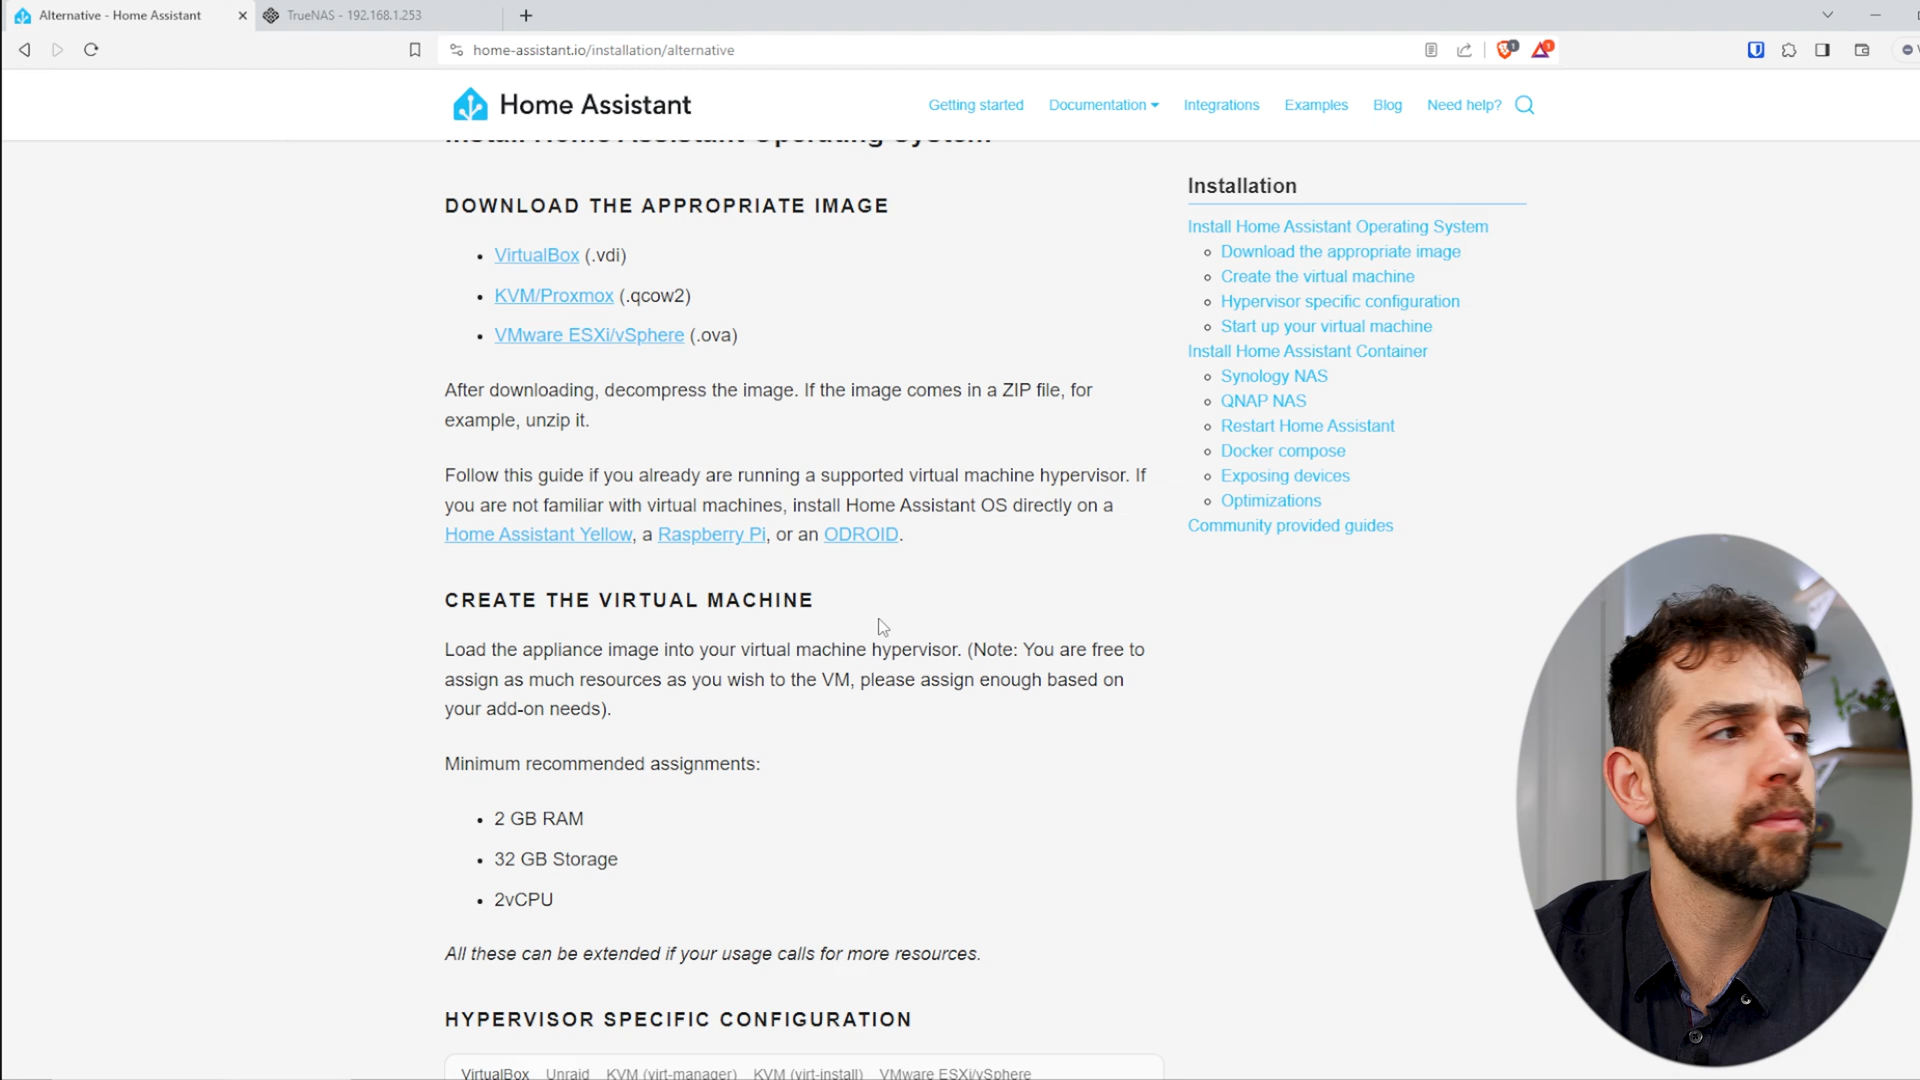 Alternative - Home Assistant
TrueNAS - 192.168.1.253
home-assistant.io/installation/alternative
1
1
Home Assistant
Getting started
Documentation
Integrations
Examples
Blog
Need help?
Install Home Assistant Operating System
DOWNLOAD THE APPROPRIATE IMAGE
• VirtualBox (.vdi)
• KVM/Proxmox (.qcow2)
• VMware ESXi/vSphere (.ova)
After downloading, decompress the image. If the image comes in a ZIP file, for
example, unzip it.
Follow this guide if you already are running a supported virtual machine hypervisor. If
you are not familiar with virtual machines, install Home Assistant OS directly on a
Home Assistant Yellow, a Raspberry Pi, or an ODROID.
CREATE THE VIRTUAL MACHINE
Load the appliance image into your virtual machine hypervisor. (Note: You are free to
assign as much resources as you wish to the VM, please assign enough based on
your add-on needs).
Minimum recommended assignments:
• 2 GB RAM
• 32 GB Storage
• 2vCPU
All these can be extended if your usage calls for more resources.
HYPERVISOR SPECIFIC CONFIGURATION
VirtualBox
Unraid
KVM (virt-manager)
KVM (virt-install)
VMware ESXi/vSphere
Installation
Install Home Assistant Operating System
Download the appropriate image
Create the virtual machine
Hypervisor specific configuration
Start up your virtual machine
Install Home Assistant Container
Synology NAS
QNAP NAS
Restart Home Assistant
Docker compose
Exposing devices
Optimizations
Community provided guides